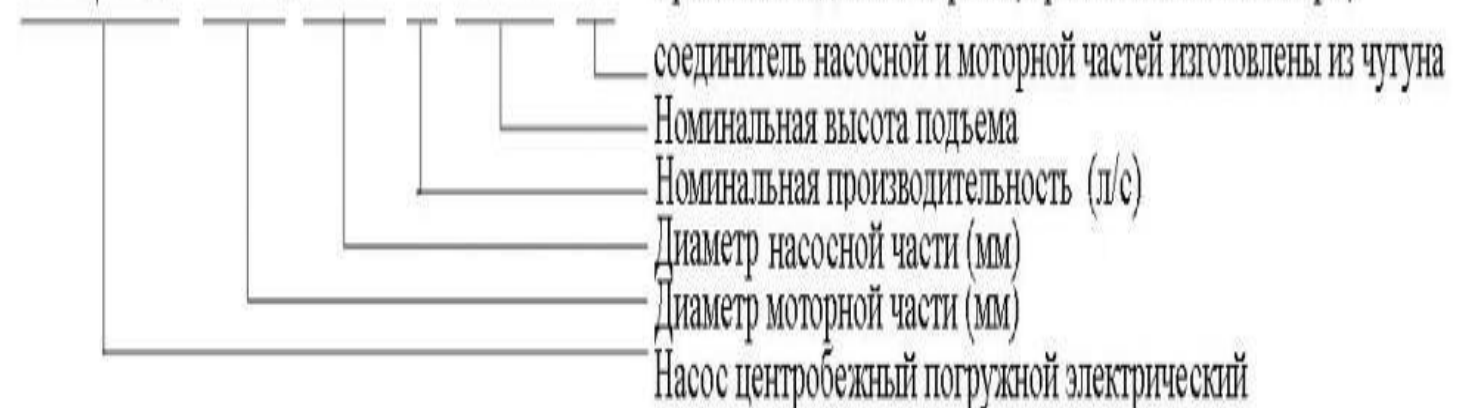 соединитель насосной и моторной частей изготовлены из чугуна
Номинальная высота подъема
Номинальная производительность (л/с)
Диаметр насосной части (мм)
Диаметр моторной части (мм)
Насос центробежный погружной электрический